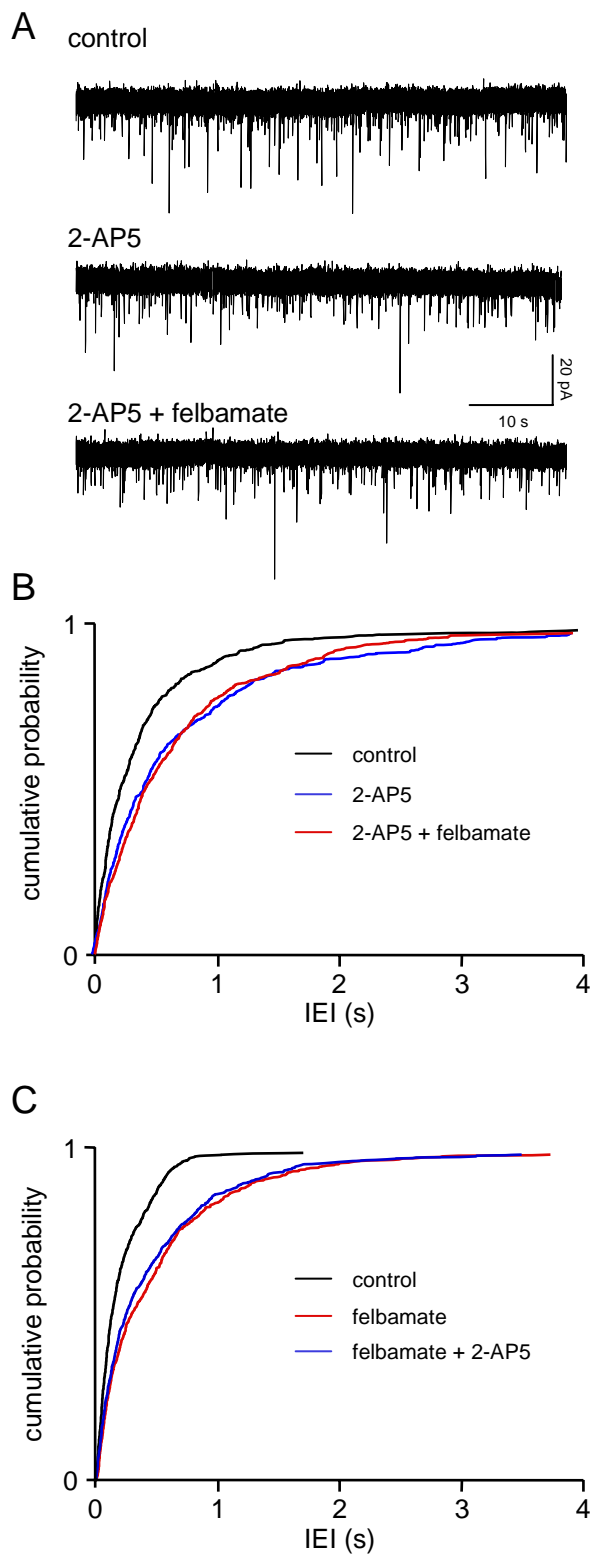 A
control
2-AP5
20 pA
10 s
2-AP5 + felbamate
B
1
cumulative probability
control
2-AP5
2-AP5 + felbamate
0
0 1 2 3 4
IEI (s)
C
1
cumulative probability
control
felbamate
felbamate + 2-AP5
0
0 1 2 3 4
IEI (s)